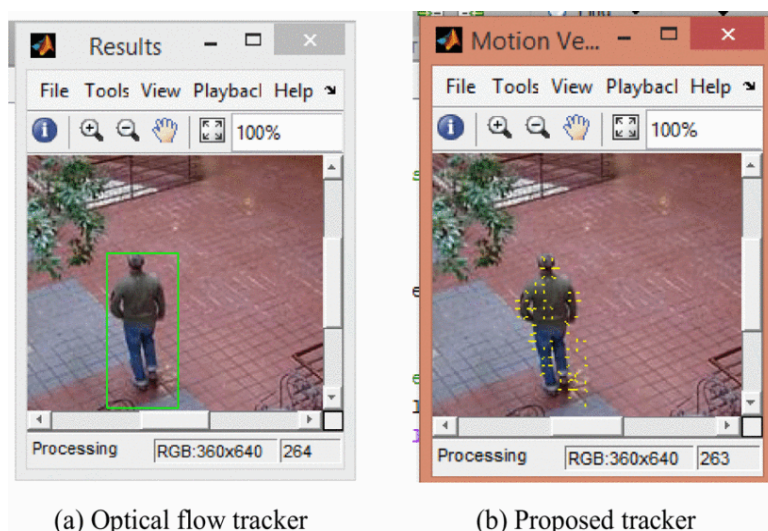 Results
File Tools View Playbacl Help
100%
Processing RGB:360x640 264
(a) Optical flow tracker
Motion Ve...
File Tools View Playbacl Help
100%
Processing RGB:360x640 263
(b) Proposed tracker